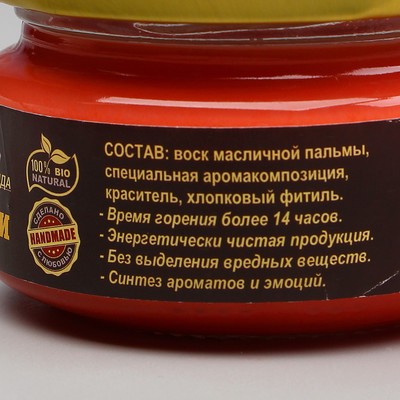 СОСТАВ: воск масличной пальмы,
специальная аромакомпозиция,
краситель, хлопковый фитиль.
- Время горения более 14 часов.
- Энергетически чистая продукция.
- Без выделения вредных веществ.
- Синтез ароматов и эмоций.
100% BIO
NATURAL
СДЕЛАНО
HANDMADE
С ЛЮБОВЬЮ